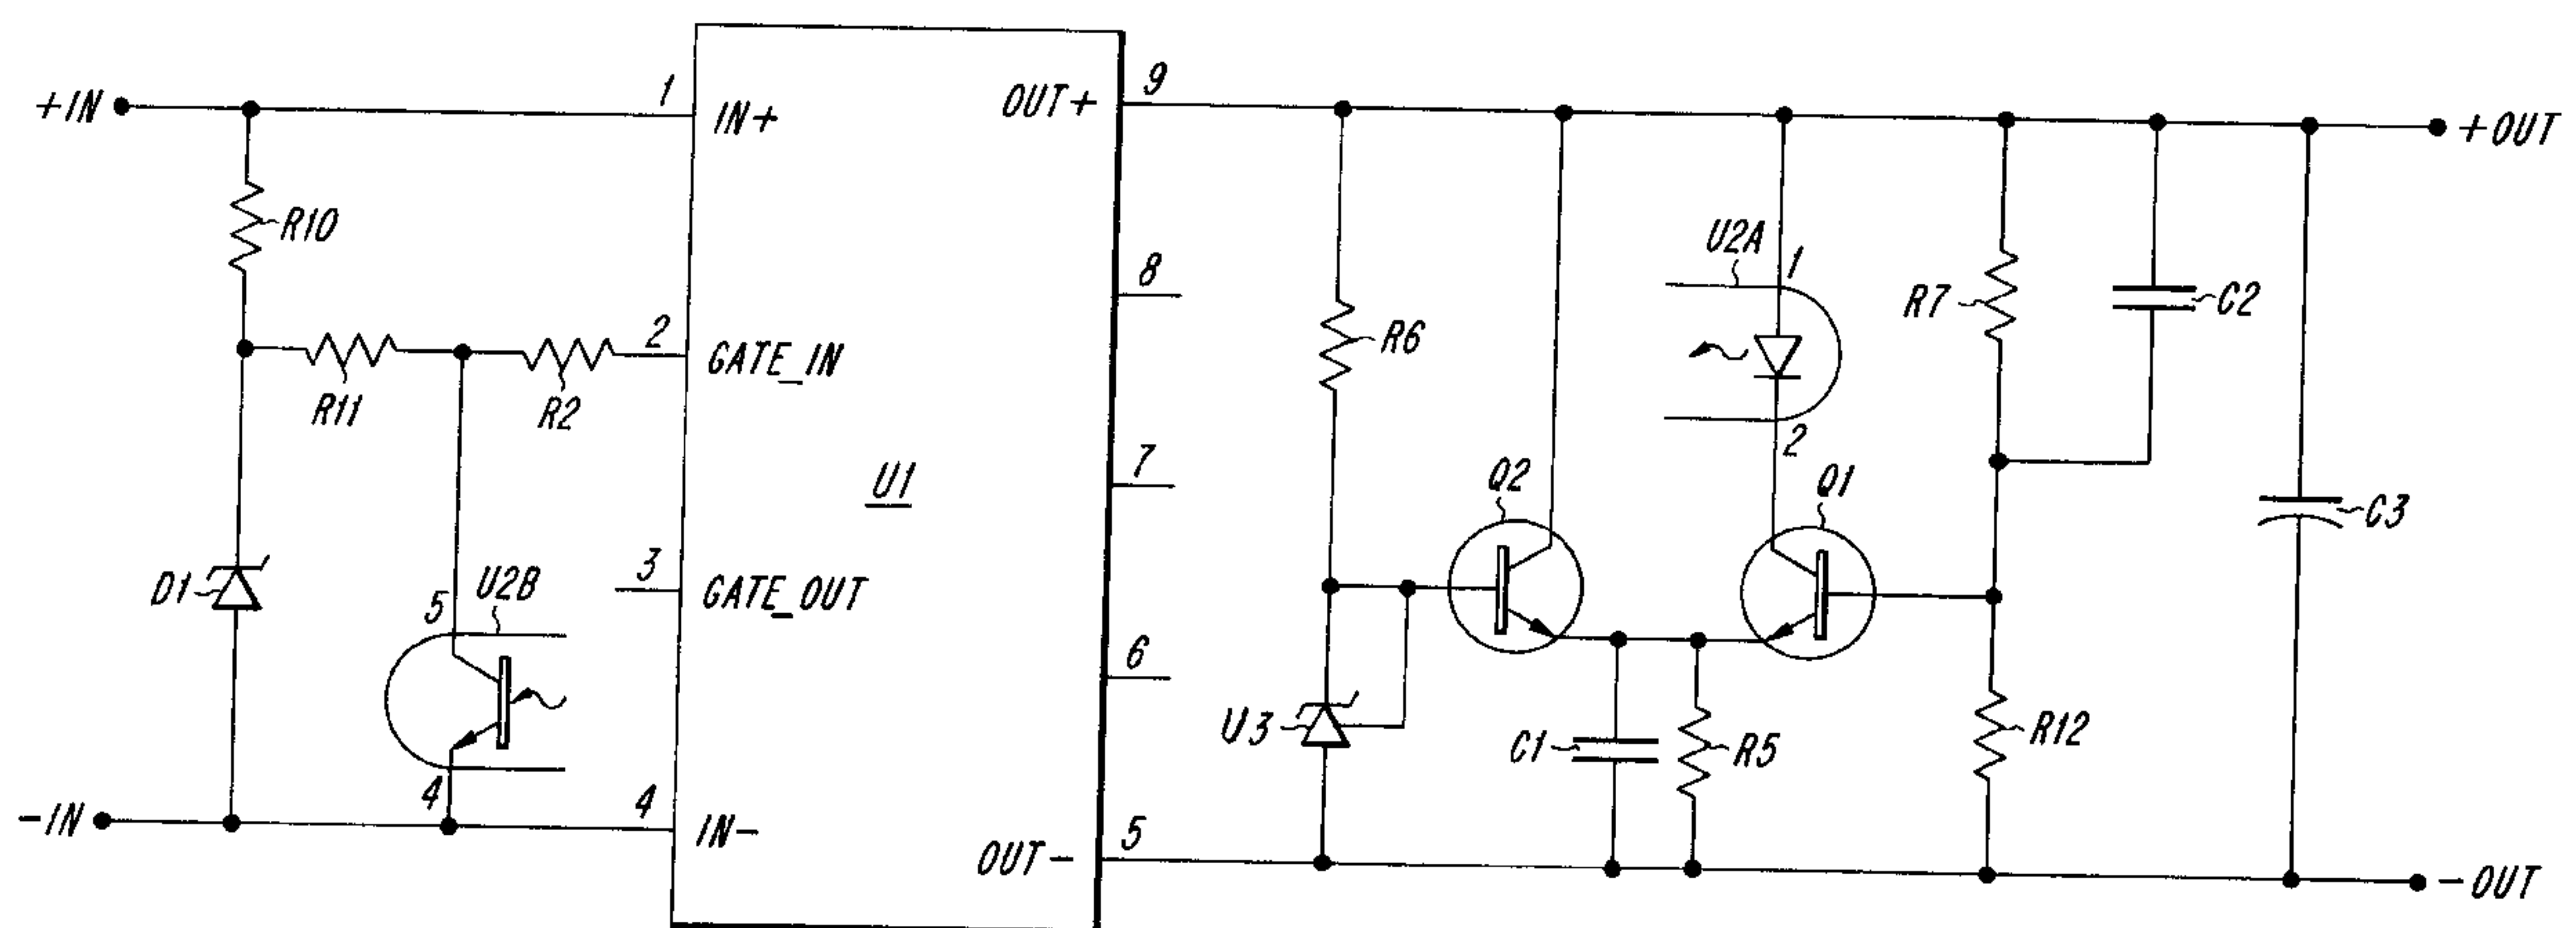 +IN
1
IN+
OUT+
9
+OUT
R10
U2A
1
8
R7
C2
2
GATE_IN
R6
R11
R2
2
7
U1
Q2
Q1
C3
3
GATE_OUT
D1
5
U2B
6
U3
C1
R5
R12
4
-IN
4
IN-
OUT-
5
-OUT